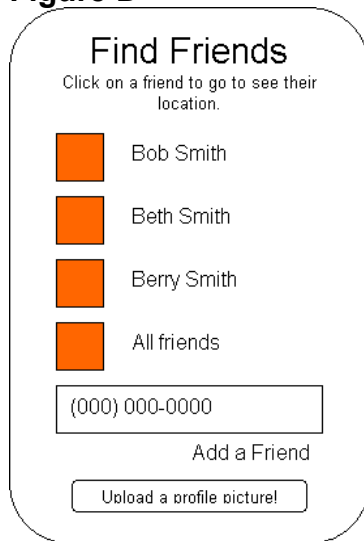 Find Friends
Click on a friend to go to see their
location.
Bob Smith
Beth Smith
Berry Smith
All friends
(000) 000-0000
Add a Friend
Upload a profile picture!